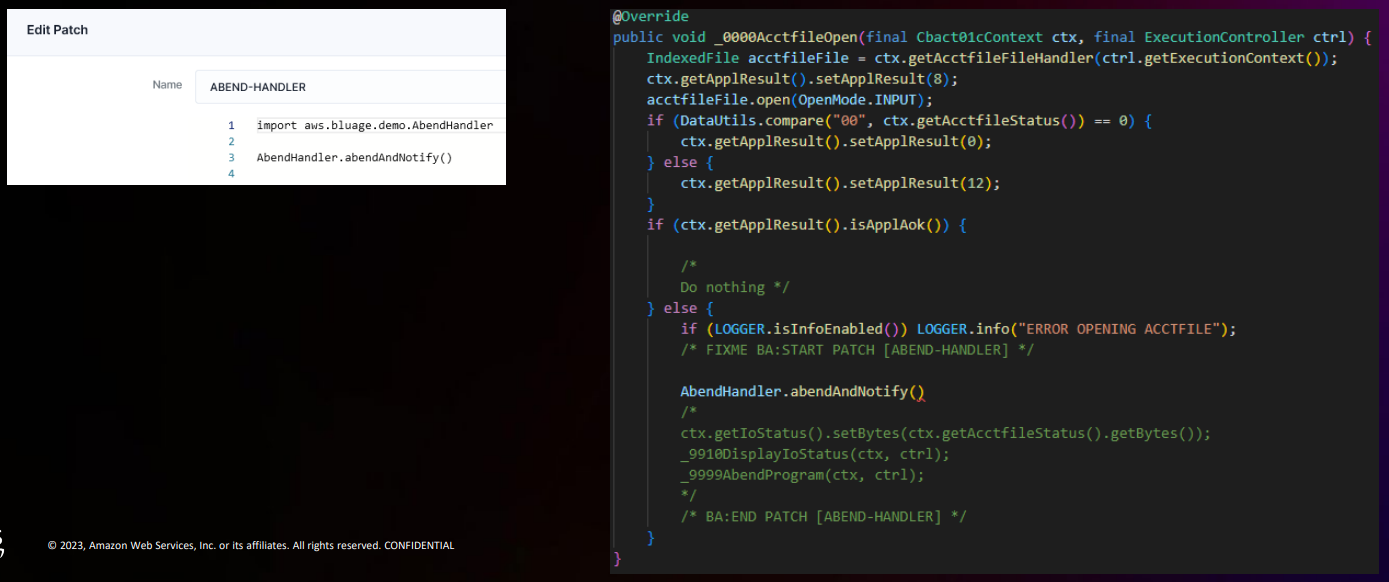 Edit Patch
Name
ABEND-HANDLER
1 import aws.bluage.demo.AbendHandler
2
3 AbendHandler.abendAndNotify()
4
@Override
public void _0000AcctfileOpen(final Cbact01cContext ctx, final ExecutionController ctrl) {
IndexedFile acctfileFile = ctx.getAcctfileFileHandler(ctrl.getExecutionContext());
ctx.getApplResult().setApplResult(8);
acctfileFile.open(OpenMode.INPUT);
if (DataUtils.compare("00", ctx.getAcctfileStatus()) == 0) {
ctx.getApplResult().setApplResult(0);
} else {
ctx.getApplResult().setApplResult(12);
}
if (ctx.getApplResult().isApplAok()) {
/*
Do nothing */
} else {
if (LOGGER.isInfoEnabled()) LOGGER.info("ERROR OPENING ACCTFILE");
/* FIXME BA:START PATCH [ABEND-HANDLER] */
AbendHandler.abendAndNotify()
/*
ctx.getIoStatus().setBytes(ctx.getAcctfileStatus().getBytes());
_9910DisplayIoStatus(ctx, ctrl);
_9999AbendProgram(ctx, ctrl);
*/
/* BA:END PATCH [ABEND-HANDLER] */
}
}
© 2023, Amazon Web Services, Inc. or its affiliates. All rights reserved. CONFIDENTIAL